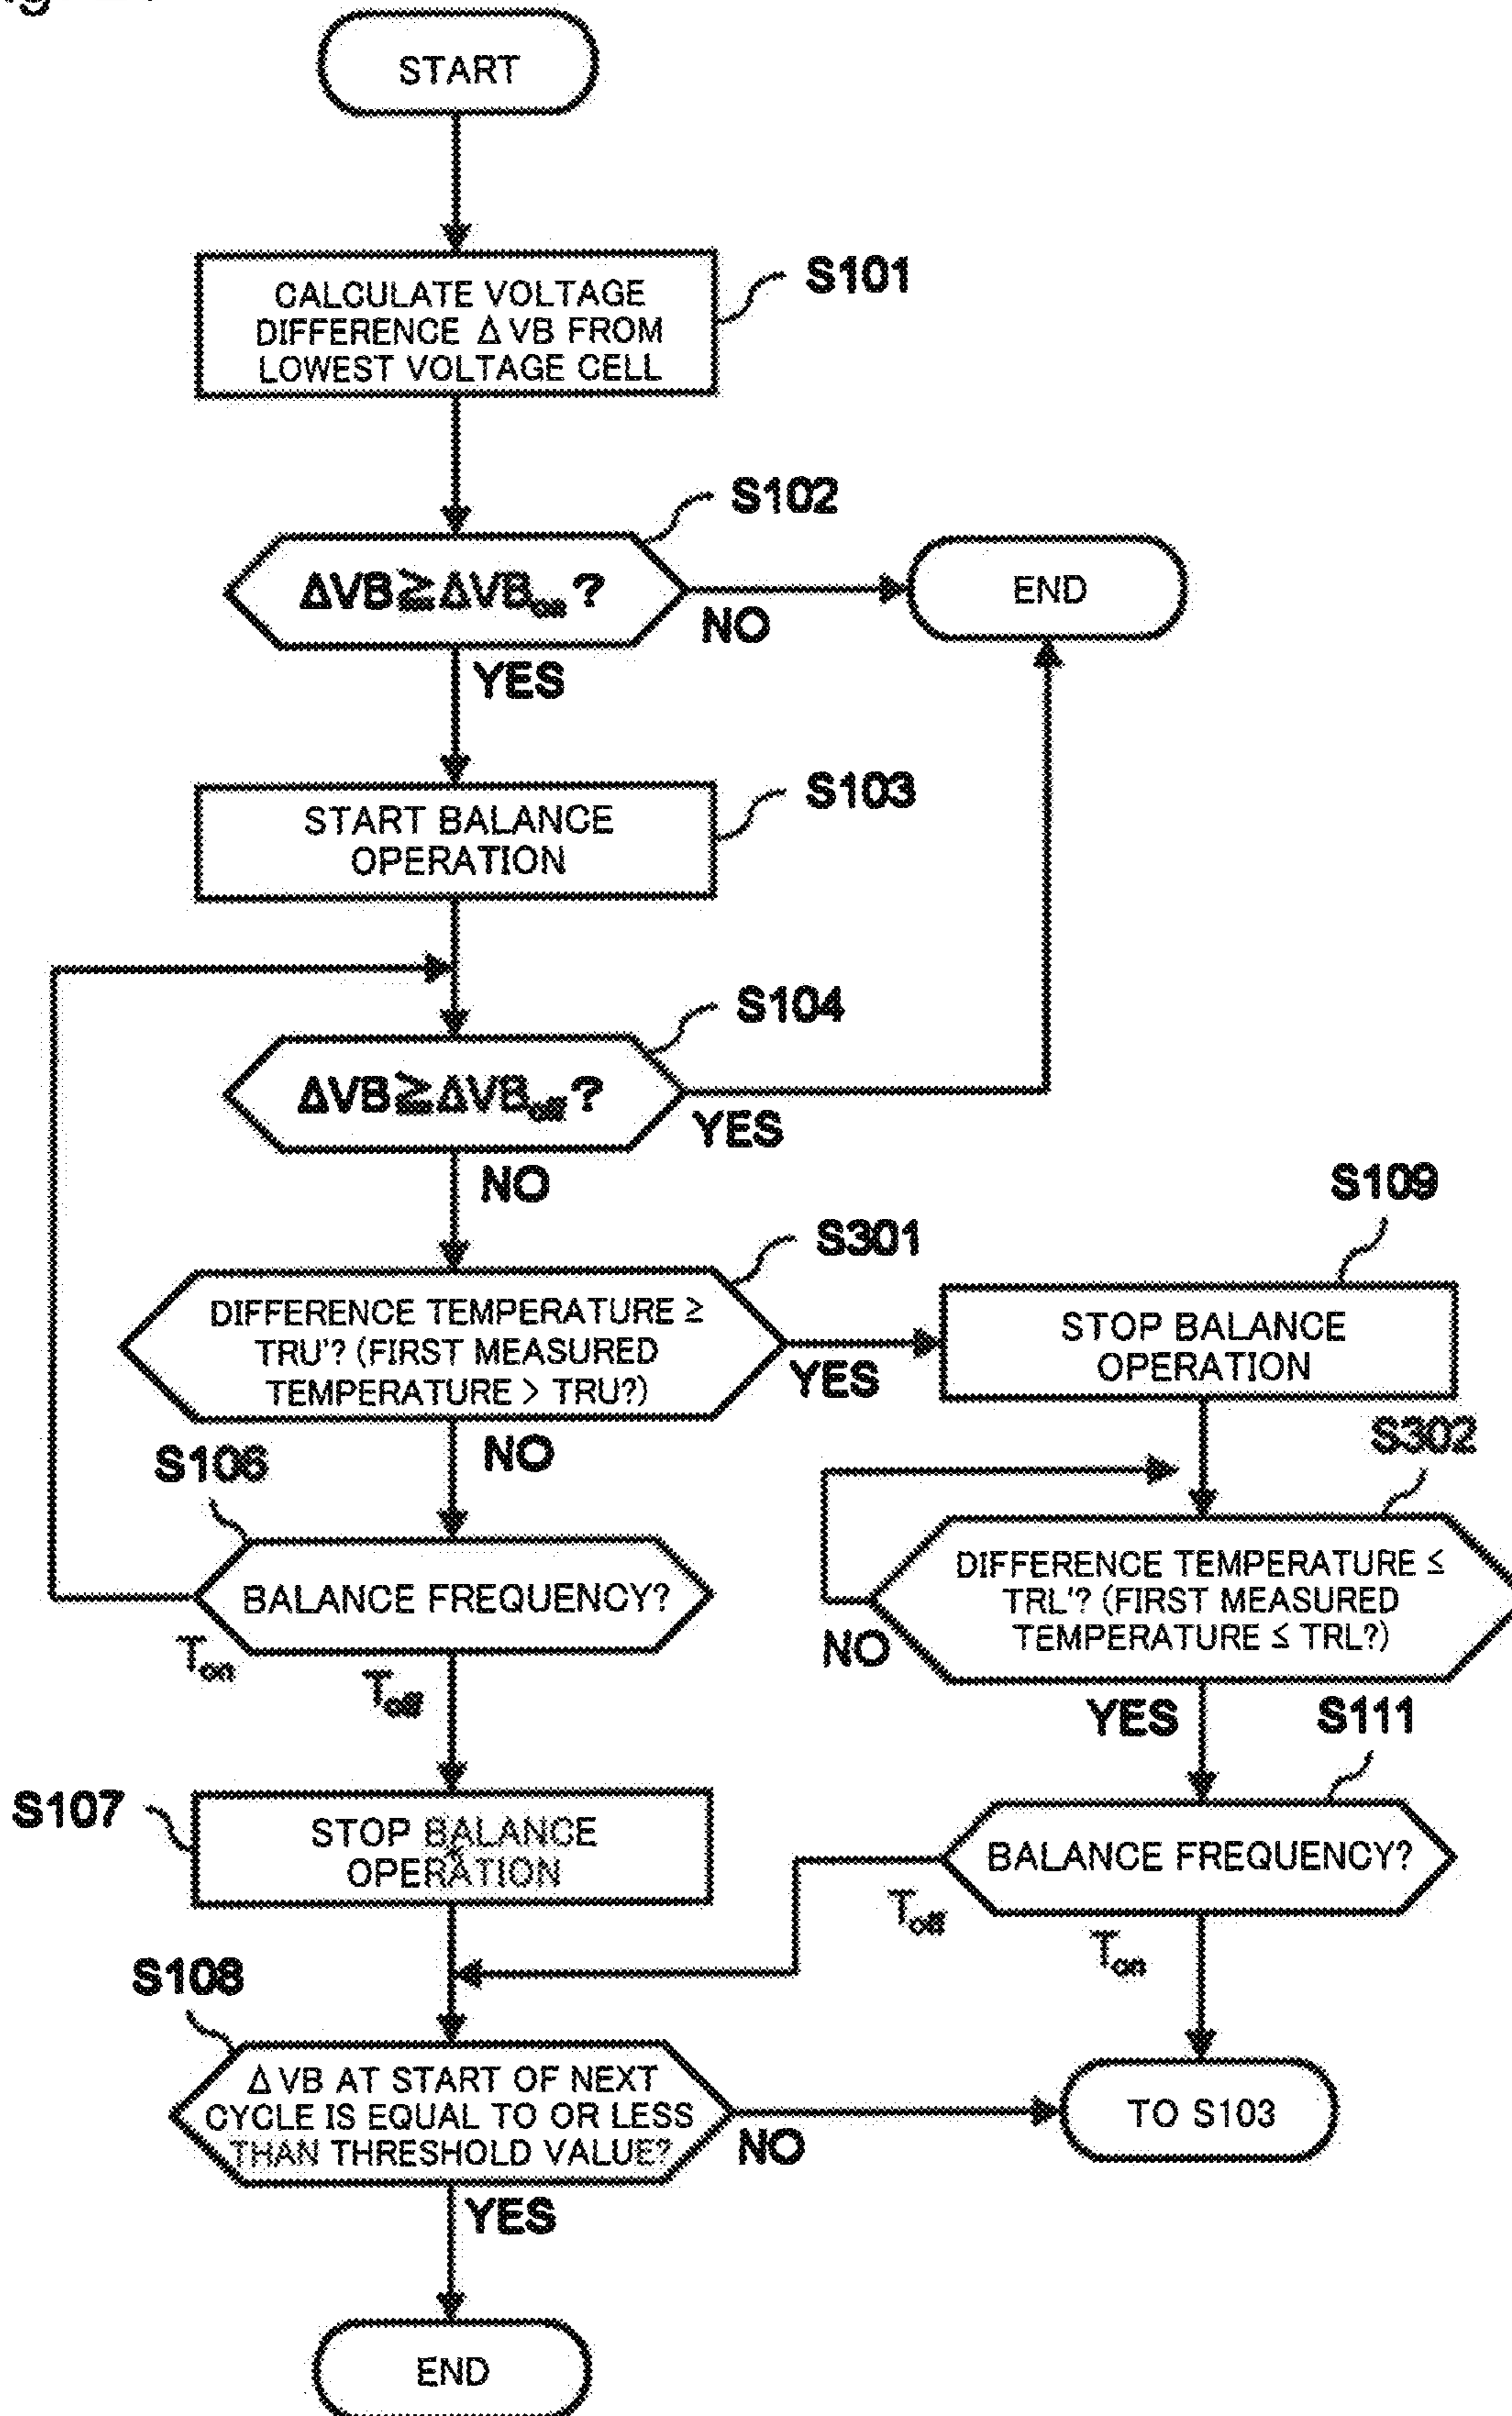 START
CALCULATE VOLTAGE
DIFFERENCE ΔVB FROM
LOWEST VOLTAGE CELL
S101
S102
ΔVB≧ΔVBon?
NO
END
YES
START BALANCE
OPERATION
S103
S104
ΔVB≧ΔVBoff?
YES
NO
S301
DIFFERENCE TEMPERATURE ≥
TRU'? (FIRST MEASURED
TEMPERATURE > TRU?)
YES
S109
STOP BALANCE
OPERATION
NO
S106
BALANCE FREQUENCY?
Ton
Toff
S302
DIFFERENCE TEMPERATURE ≤
TRL'? (FIRST MEASURED
TEMPERATURE ≤ TRL?)
NO
YES
S111
BALANCE FREQUENCY?
Toff
Ton
S107
STOP BALANCE
OPERATION
S108
ΔVB AT START OF NEXT
CYCLE IS EQUAL TO OR LESS
THAN THRESHOLD VALUE?
NO
TO S103
YES
END